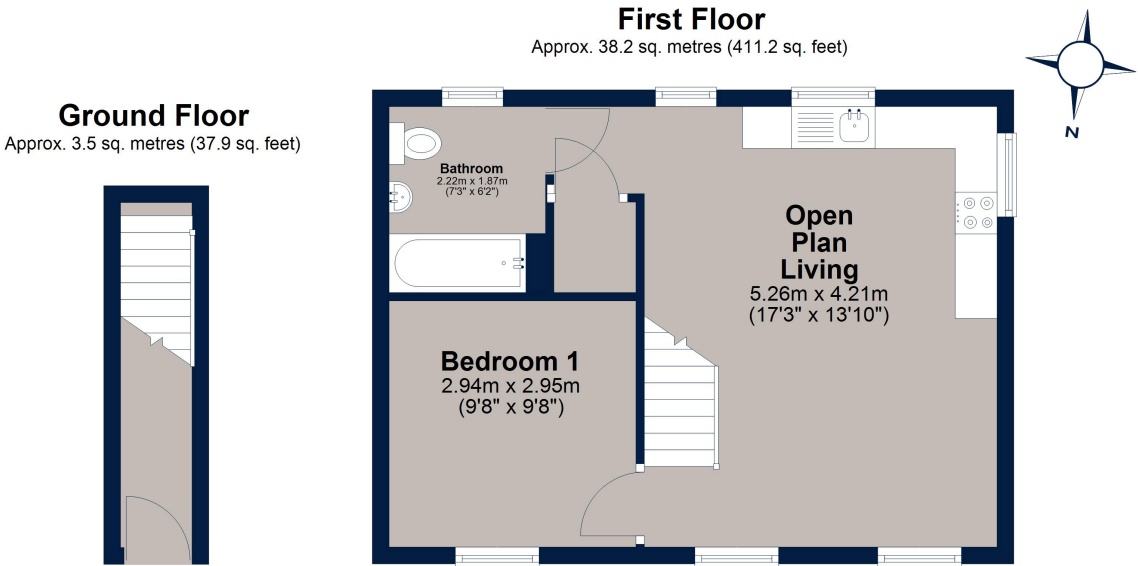 First Floor
Approx. 38.2 sq. metres (411.2 sq. feet)
Ground Floor
Approx. 3.5 sq. metres (37.9 sq. feet)
N
Bathroom
2.22m x 1.87m
(7'3" x 6'2")
Open
Plan
Living
5.26m x 4.21m
(17'3" x 13'10")
Bedroom 1
2.94m x 2.95m
(9'8" x 9'8")